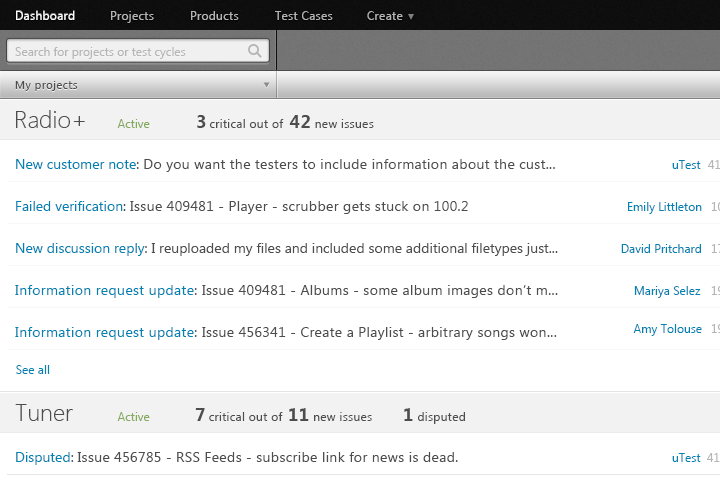 Dashboard Projects Products Test Cases Create ▾
Search for projects or test cycles
My projects
Radio+ Active 3 critical out of 42 new issues
New customer note: Do you want the testers to include information about the cust... uTest 41
Failed verification: Issue 409481 - Player - scrubber gets stuck on 100.2 Emily Littleton
New discussion reply: I reuploaded my files and included some additional filetypes just... David Pritchard
Information request update: Issue 409481 - Albums - some album images don't m... Mariya Selez
Information request update: Issue 456341 - Create a Playlist - arbitrary songs won... Amy Tolouse
See all
Tuner Active 7 critical out of 11 new issues 1 disputed
Disputed: Issue 456785 - RSS Feeds - subscribe link for news is dead. uTest 41